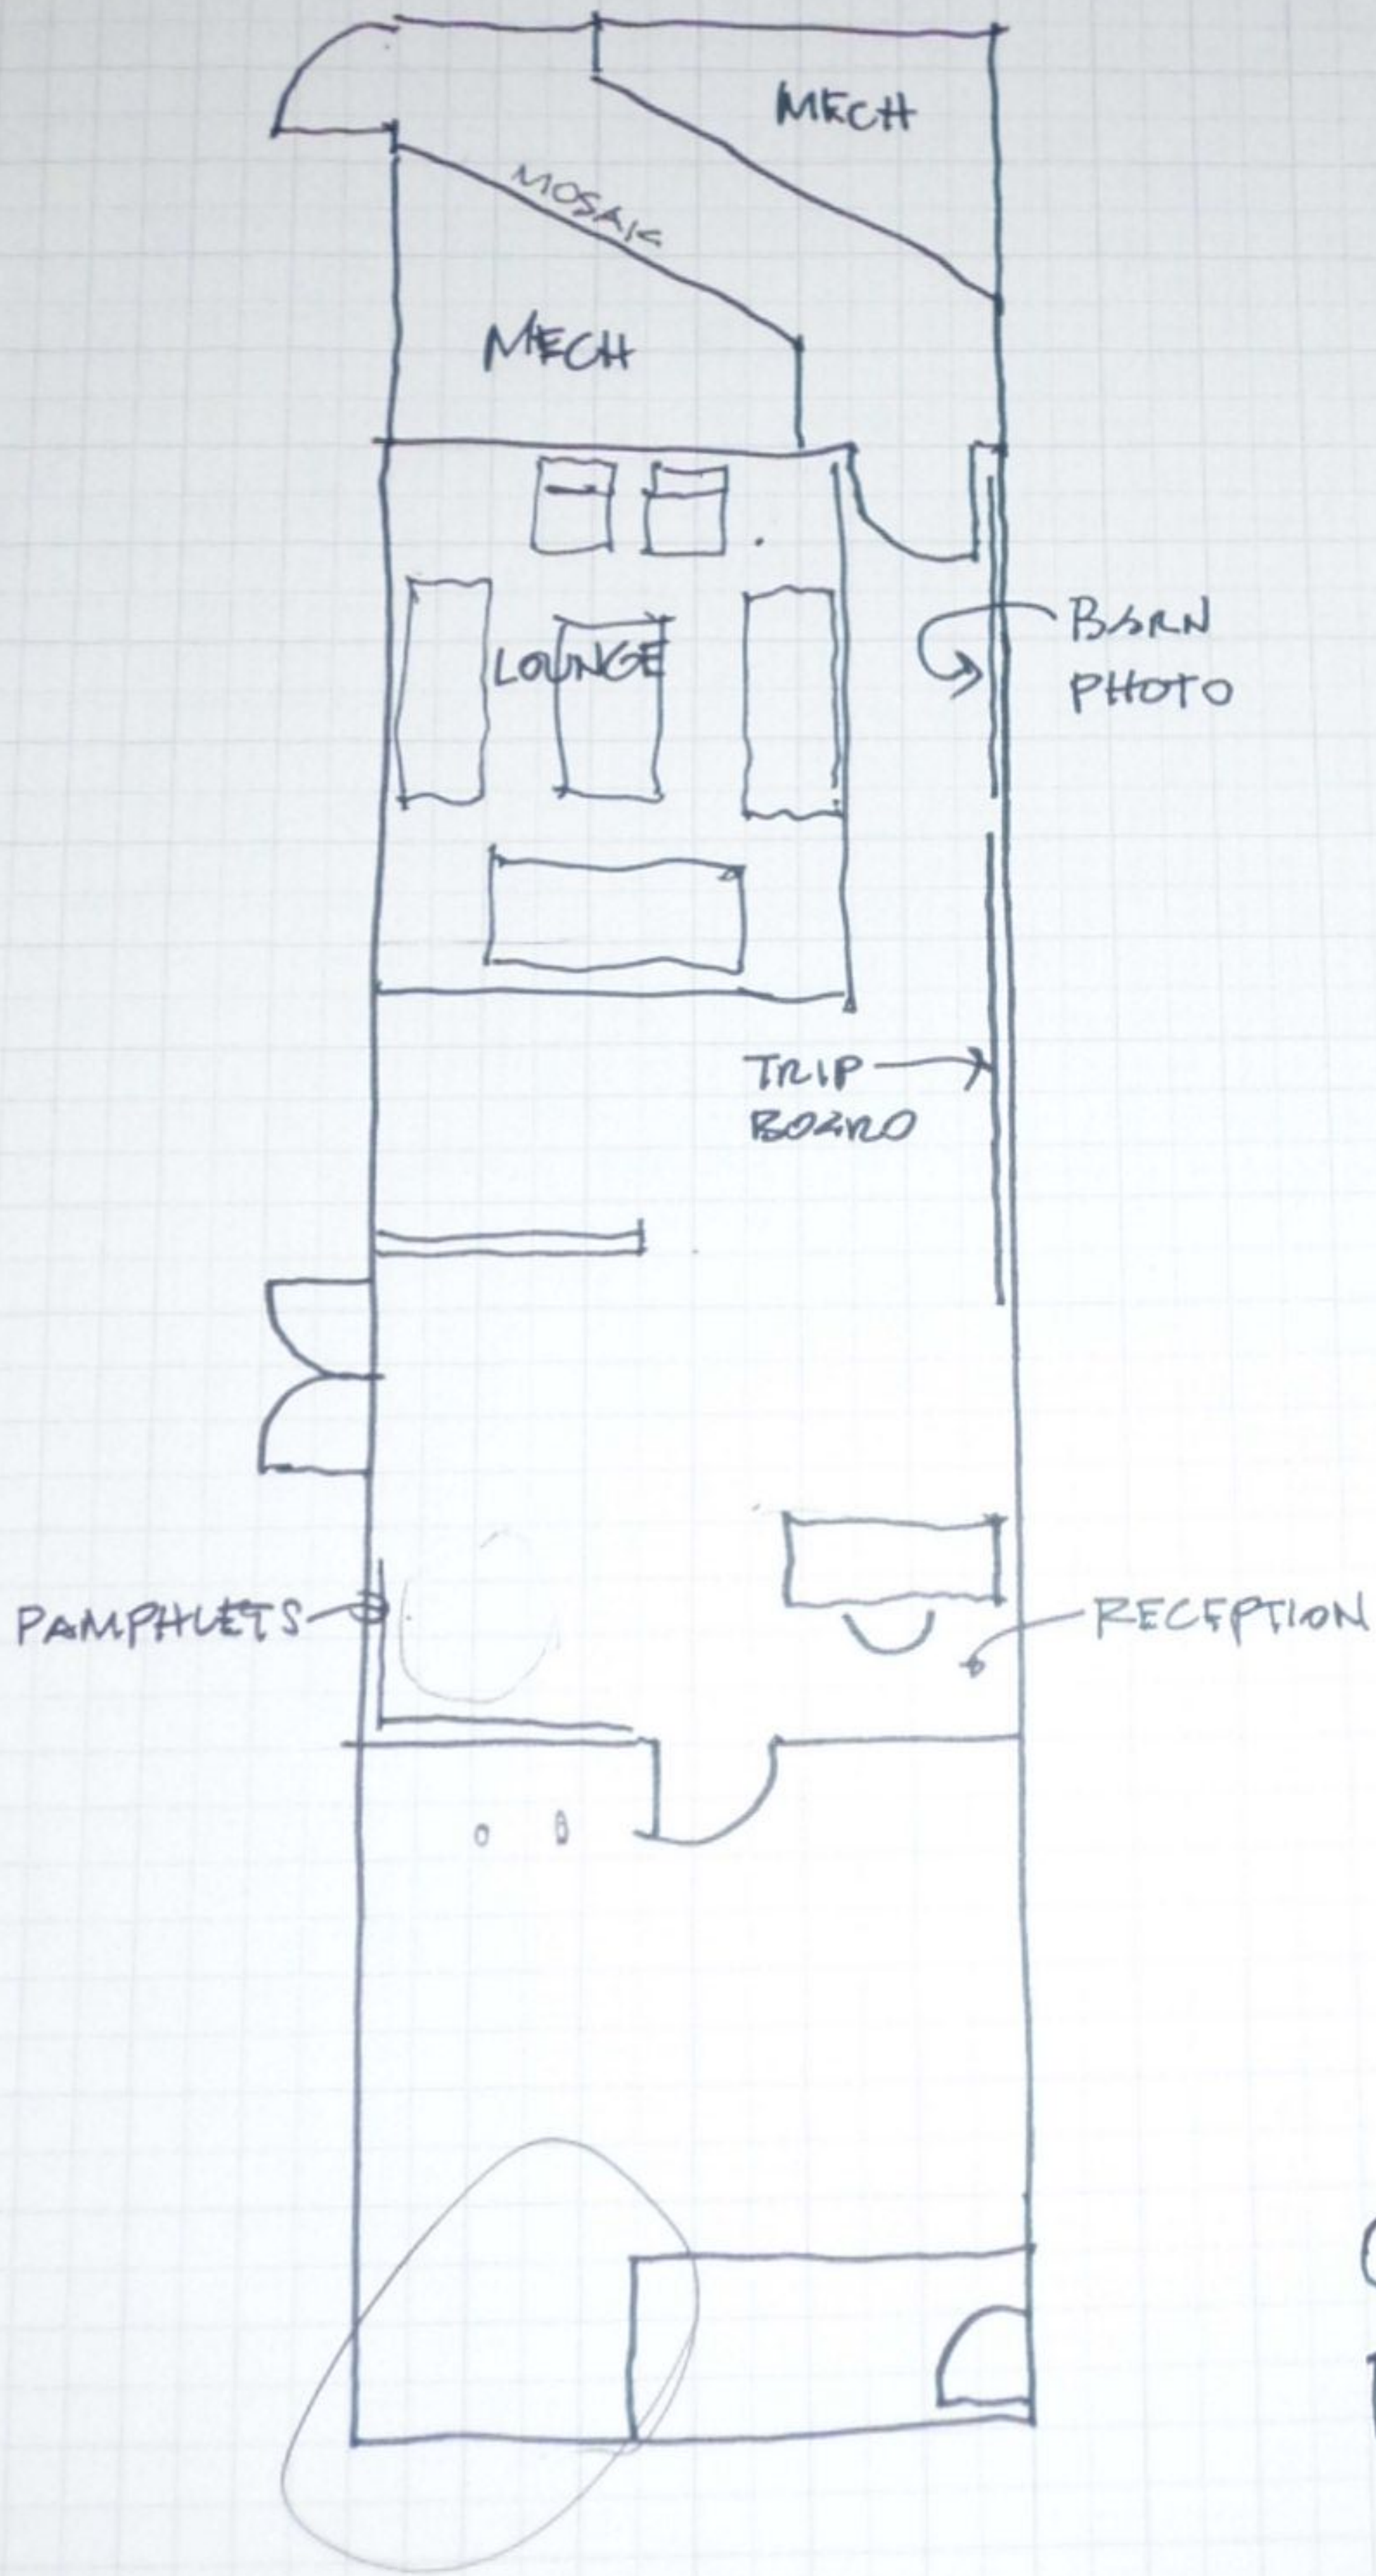 MECH
MOSAIC
MECH
LOUNGE
BARN
PHOTO
TRIP
BOARD
PAMPHLETS
RECEPTION